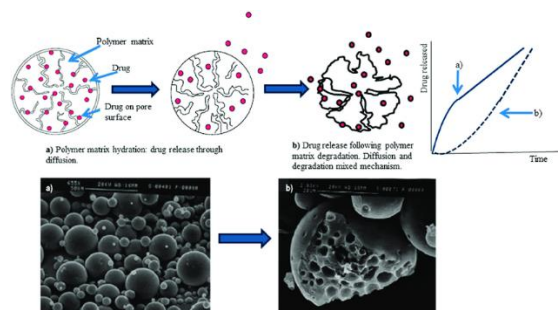 Polymer matrix
Drug
Drug on pore
surface
a) Polymer matrix hydration: drug release through
diffusion.
b) Drug release following polymer
matrix degradation. Diffusion and
degradation mixed mechanism.
Drug released
a)
b)
Time
a)
b)